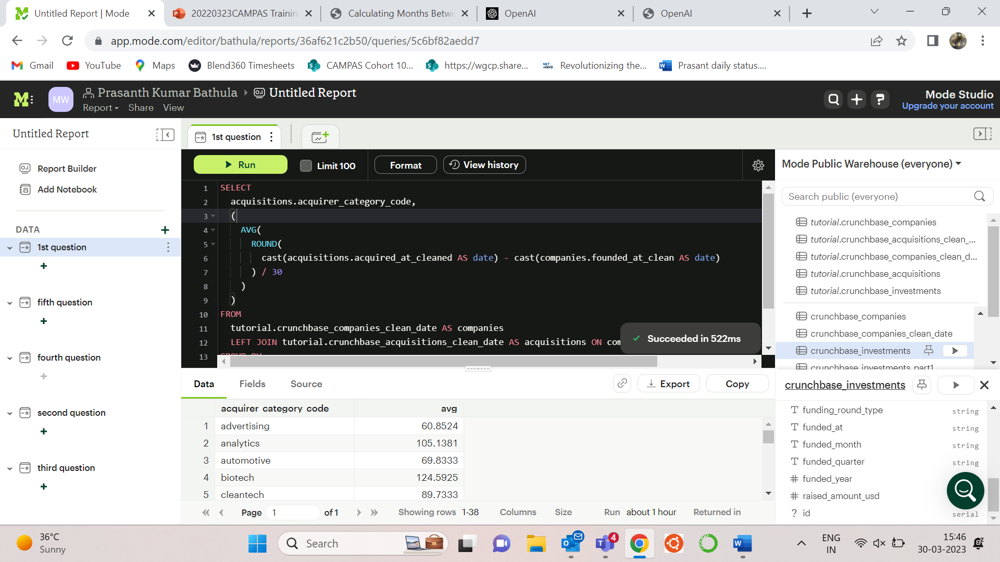 Untitled Report | Mode
20220323CAMPAS Trainin
Calculating Months Betwe
OpenAI
OpenAI
app.mode.com/editor/bathula/reports/36af621c2b50/queries/5c6bf82aedd7
Gmail
YouTube
Maps
Blend360 Timesheets
CAMPAS Cohort 10...
https://wgcp.share...
NXT WAVE
Revolutionizing the...
Prasant daily status....
MW
Prasanth Kumar Bathula
Untitled Report
Report
Share
View
Mode Studio
Upgrade your account
Untitled Report
Report Builder
Add Notebook
DATA
1st question
fifth question
fourth question
second question
third question
1st question
Run
Limit 100
Format
View history
1 SELECT
2 acquisitions.acquirer_category_code,
3 (
4 AVG(
5 ROUND(
6 cast(acquisitions.acquired_at_cleaned AS date) - cast(companies.founded_at_clean AS date)
7 ) / 30
8 )
9 )
10 FROM
11 tutorial.crunchbase_companies_clean_date AS companies
12 LEFT JOIN tutorial.crunchbase_acquisitions_clean_date AS acquisitions ON com
13 GROUP BY
Succeeded in 522ms
Data
Fields
Source
Export
Copy
acquirer_category_code avg
1 advertising 60.8524
2 analytics 105.1381
3 automotive 69.8333
4 biotech 124.5925
5 cleantech 89.7333
Page 1 of 1
Showing rows 1-38
Columns
Size
Run about 1 hour
Returned in
Mode Public Warehouse (everyone)
Search public (everyone)
tutorial.crunchbase_companies
tutorial.crunchbase_acquisitions_clean_...
tutorial.crunchbase_companies_clean_d...
tutorial.crunchbase_acquisitions
tutorial.crunchbase_investments
crunchbase_companies
crunchbase_companies_clean_date
crunchbase_investments
crunchbase_investments_part1
crunchbase_investments
funding_round_type string
funded_at string
funded_month string
funded_quarter string
funded_year
raised_amount_usd
id serial
36°C
Sunny
Search
4
ENG
IN
15:46
30-03-2023